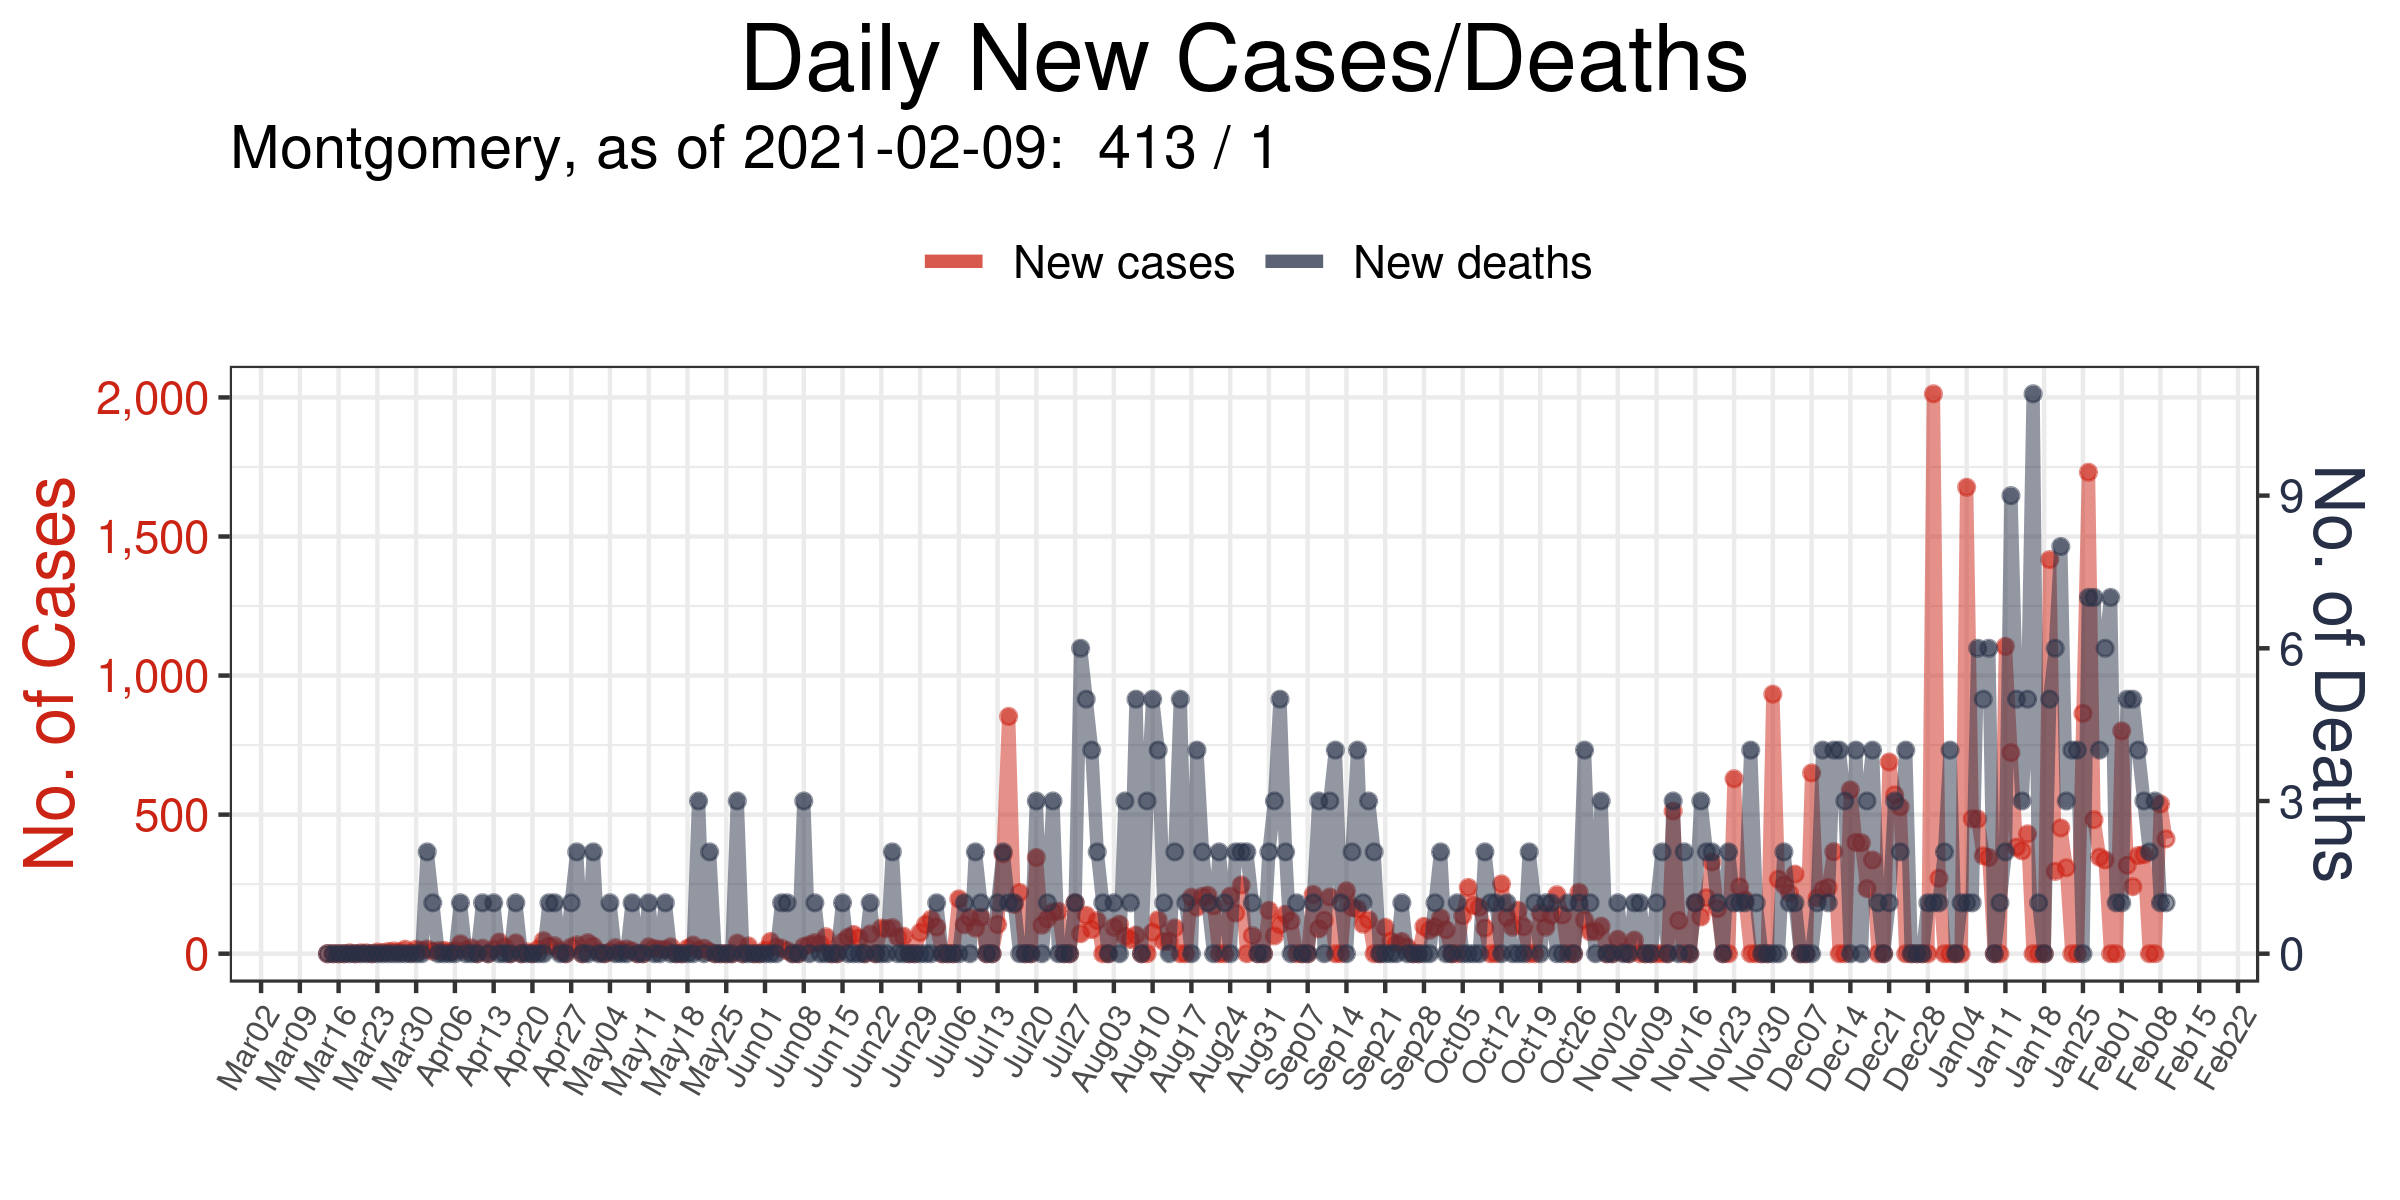 Daily New Cases/Deaths
Montgomery, as of 2021-02-09: 413 / 1
New cases
New deaths
No. of Cases
2,000
1,500
1,000
500
0
9
6
3
0
No. of Deaths
Mar02
Mar09
Mar16
Mar23
Mar30
Apr06
Apr13
Apr20
Apr27
May04
May11
May18
May25
Jun01
Jun08
Jun15
Jun22
Jun29
Jul06
Jul13
Jul20
Jul27
Aug03
Aug10
Aug17
Aug24
Aug31
Sep07
Sep14
Sep21
Sep28
Oct05
Oct12
Oct19
Oct26
Nov02
Nov09
Nov16
Nov23
Nov30
Dec07
Dec14
Dec21
Dec28
Jan04
Jan11
Jan18
Jan25
Feb01
Feb08
Feb15
Feb22